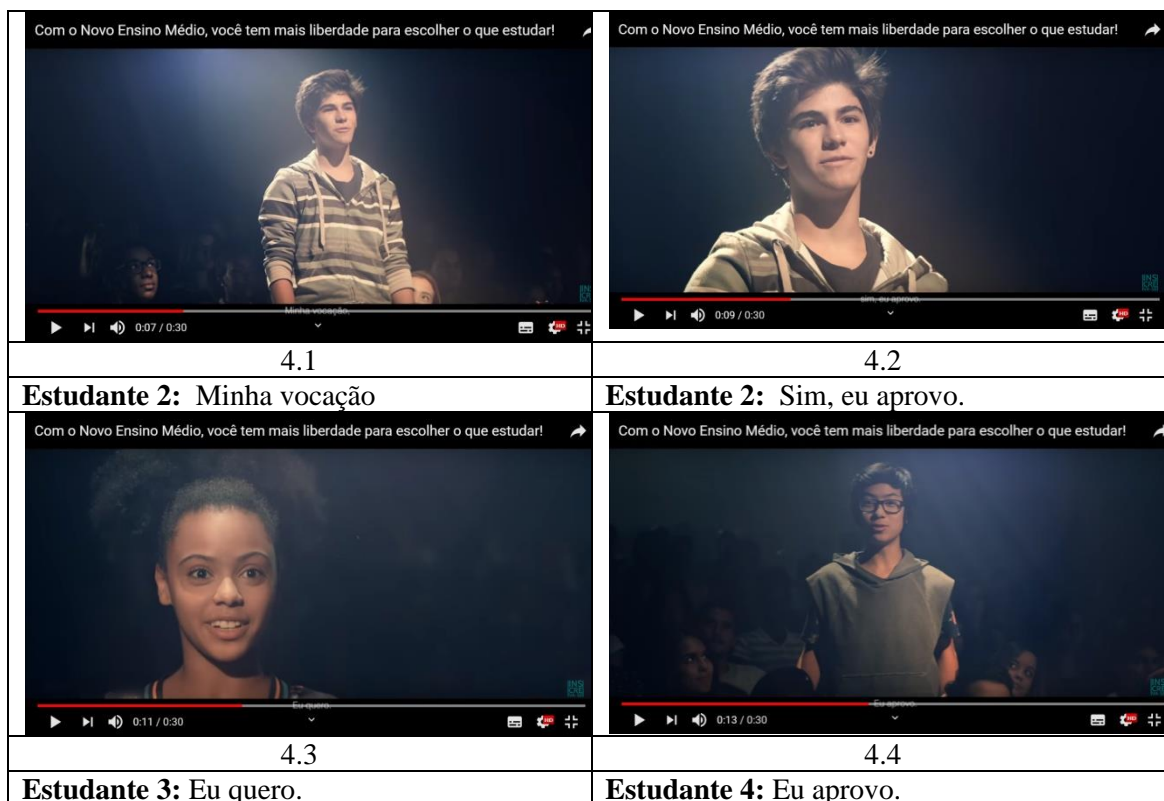 Com o Novo Ensino Médio, você tem mais liberdade para escolher o que estudar!
Minha vocação,
0:07 / 0:30
HD
4.1
Estudante 2: Minha vocação
Com o Novo Ensino Médio, você tem mais liberdade para escolher o que estudar!
sim, eu aprovo.
0:09 / 0:30
HD
4.2
Estudante 2: Sim, eu aprovo.
Com o Novo Ensino Médio, você tem mais liberdade para escolher o que estudar!
Eu quero.
0:11 / 0:30
HD
4.3
Estudante 3: Eu quero.
Com o Novo Ensino Médio, você tem mais liberdade para escolher o que estudar!
Eu aprovo.
0:13 / 0:30
HD
4.4
Estudante 4: Eu aprovo.